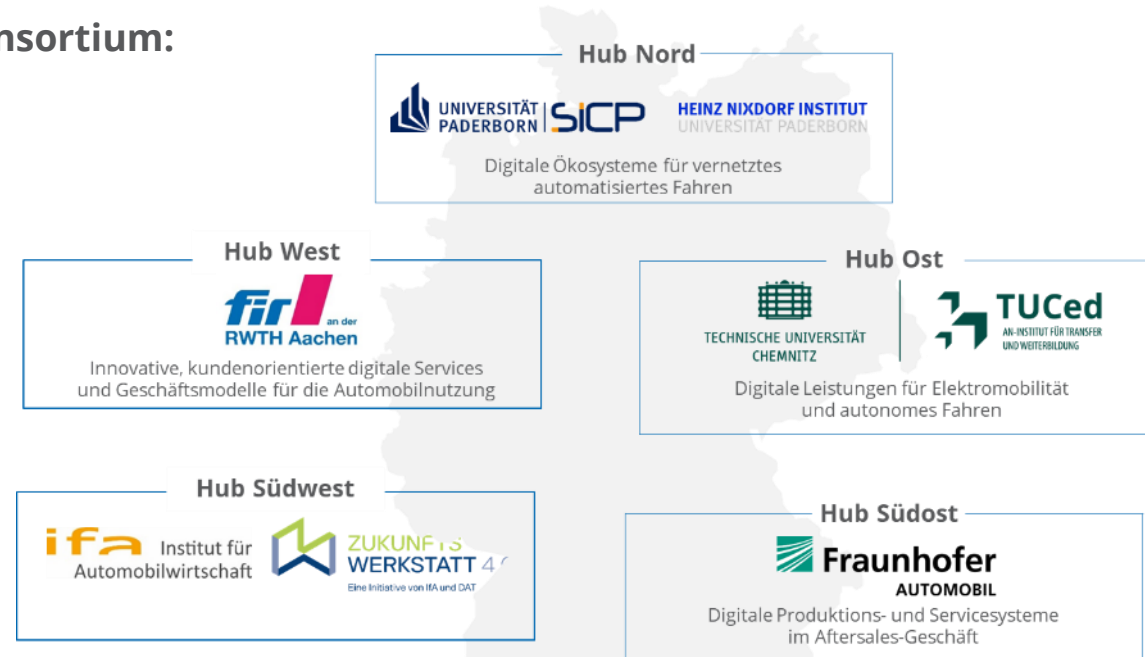 nsortium:
Hub Nord
UNIVERSITÄT
PADERBORN
SICP
HEINZ NIXDORF INSTITUT
UNIVERSITÄT PADERBORN
Digitale Ökosysteme für vernetztes
automatisiertes Fahren
Hub West
fir
an der
RWTH Aachen
Innovative, kundenorientierte digitale Services
und Geschäftsmodelle für die Automobilnutzung
Hub Ost
TECHNISCHE UNIVERSITÄT
CHEMNITZ
TUCed
AN-INSTITUT FÜR TRANSFER
UND WEITERBILDUNG
Digitale Leistungen für Elektromobilität
und autonomes Fahren
Hub Südwest
ifa
Institut für
Automobilwirtschaft
ZUKUNFTS
WERKSTATT 4
Eine Initiative von IfA und DAT
Hub Südost
Fraunhofer
AUTOMOBIL
Digitale Produktions- und Servicesysteme
im Aftersales-Geschäft